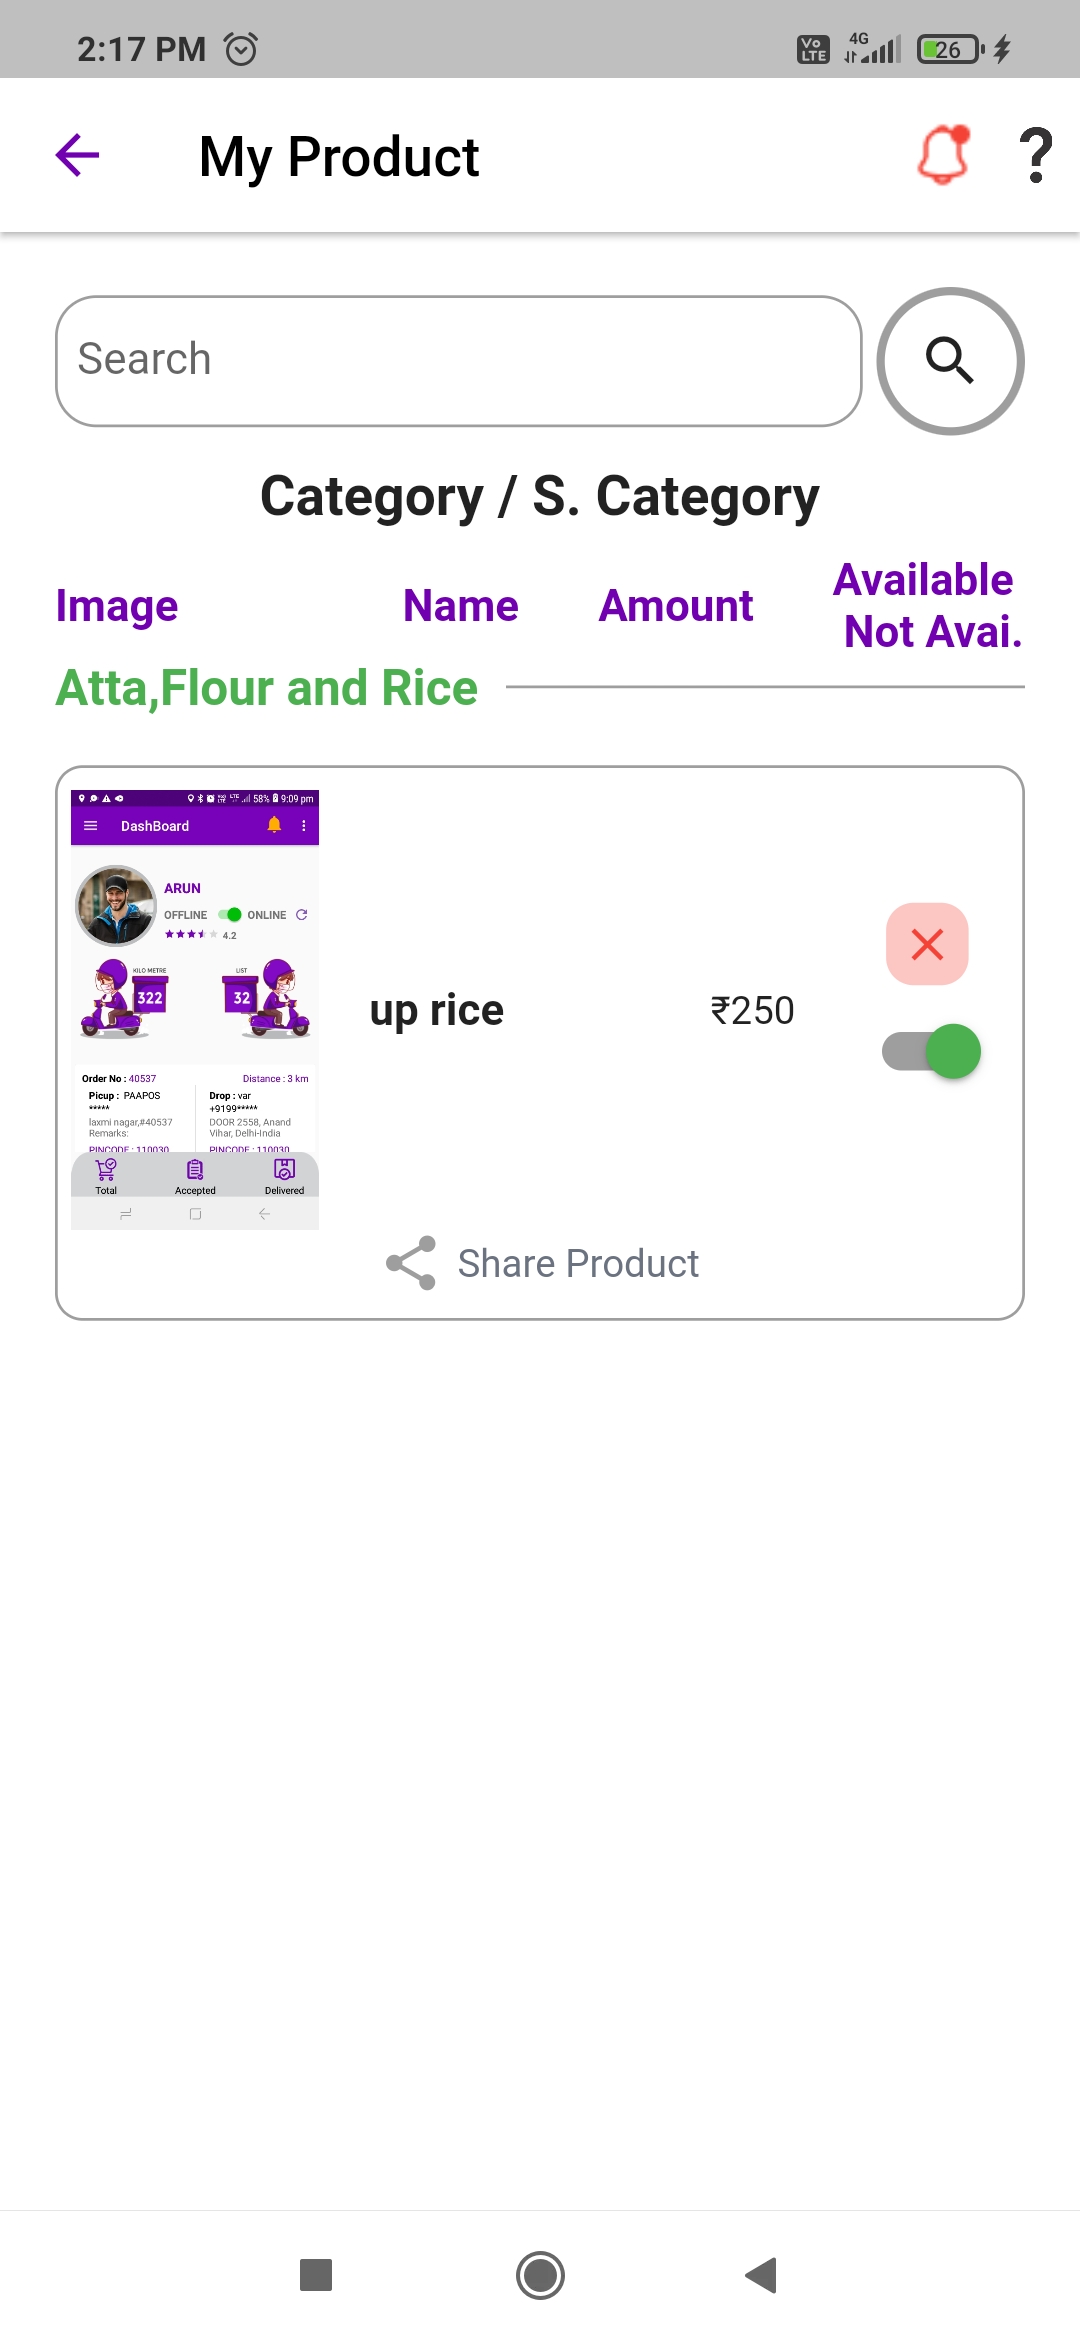 2:17 PM
Vo LTE 4G 26
My Product
Search
Category / S. Category
Image Name Amount Available
Not Avai.
Atta,Flour and Rice
58% 9:09 pm
DashBoard
ARUN
OFFLINE ONLINE
4.2
KILO METRE LIST
322 32
Order No : 40537 Distance : 3 km
Picup : PAAPOS Drop : var
***** +9199*****
laxmi nagar,#40537 DOOR 2558, Anand
Remarks: Vihar, Delhi-India
PINCODE : 110030 PINCODE : 110030
Total Accepted Delivered
up rice ₹250
Share Product